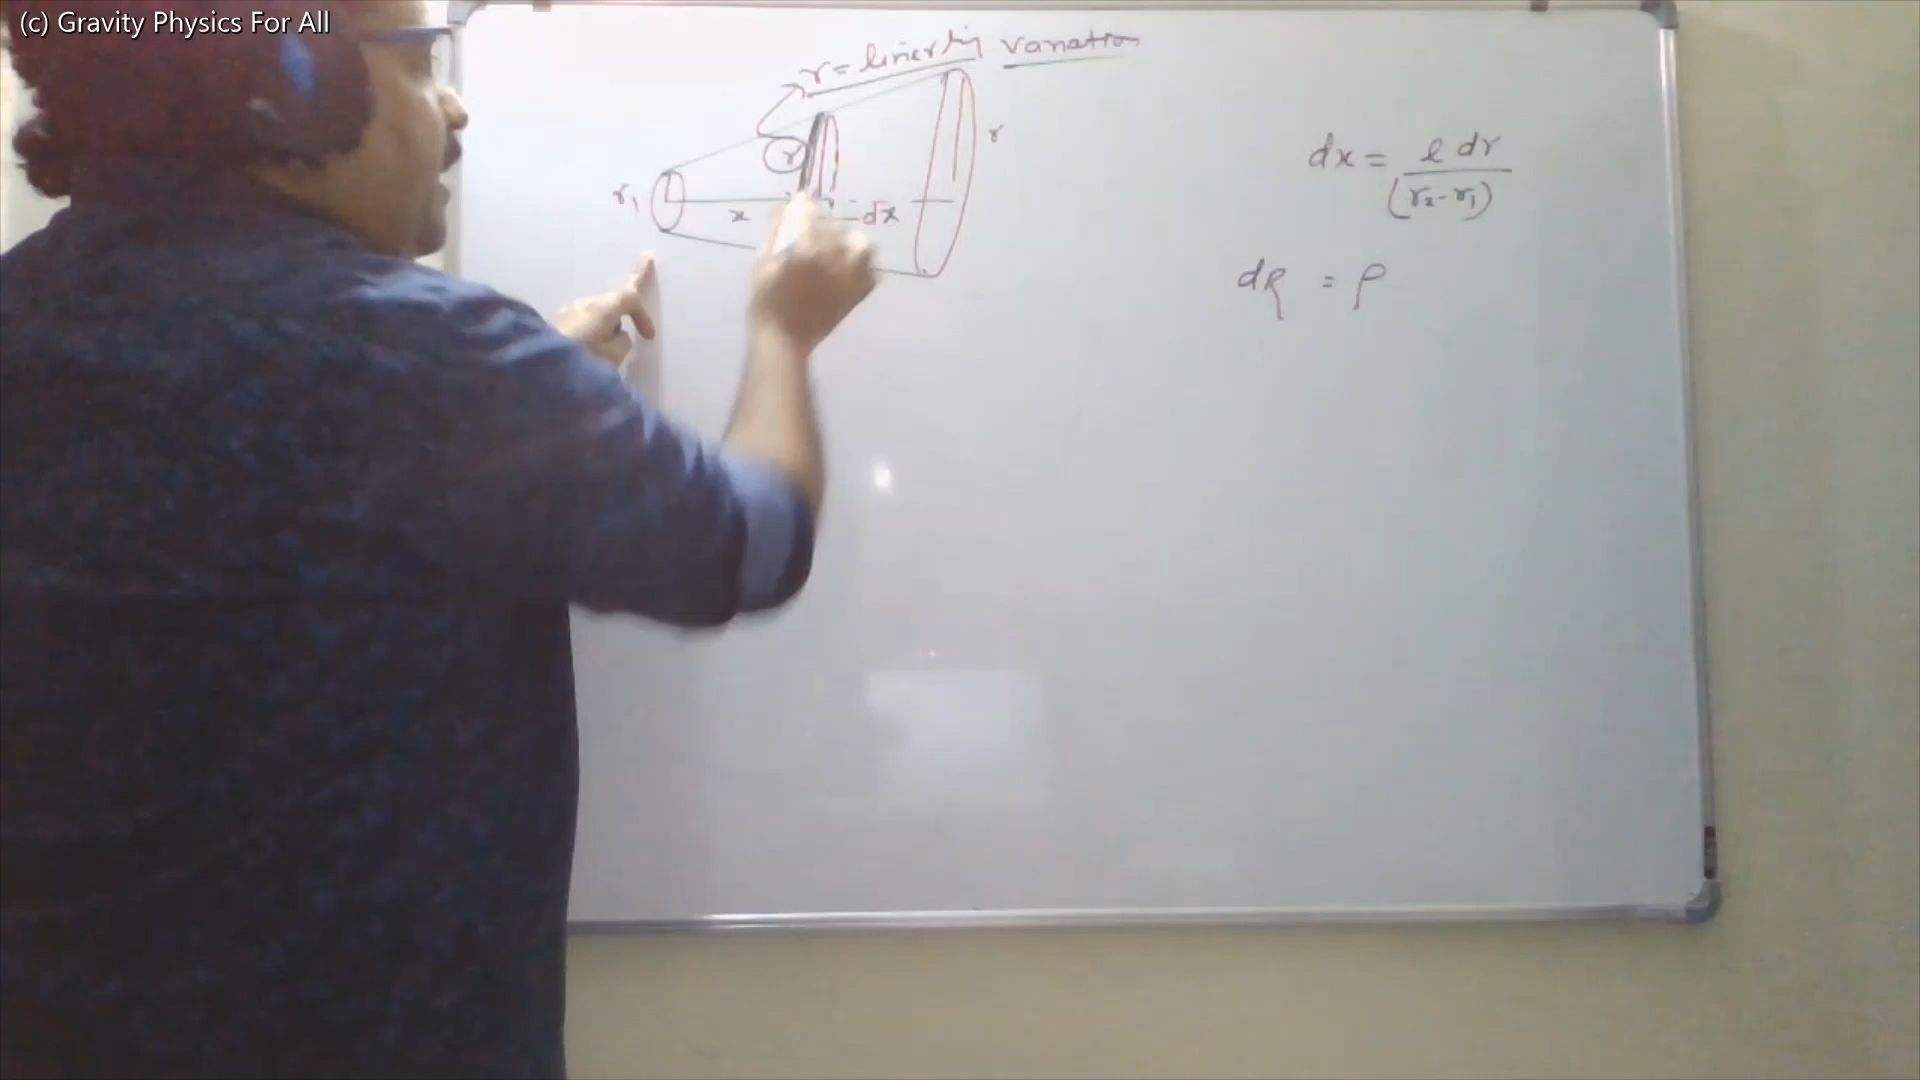 (c) Gravity Physics For All
r = linearly variation
r
r
r₁
x
dx
dx = l dr / (r₂-r₁)
dR = ρ